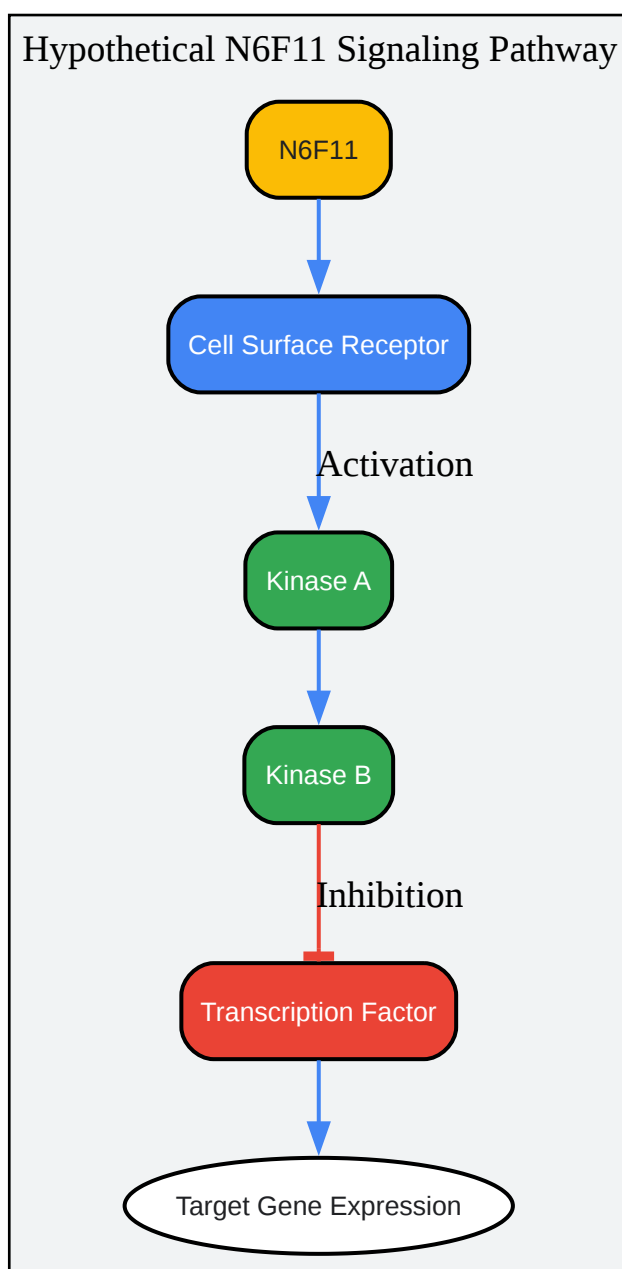 Hypothetical N6F11 Signaling Pathway
N6F11
Cell Surface Receptor
Activation
Kinase A
Kinase B
Inhibition
Transcription Factor
Target Gene Expression